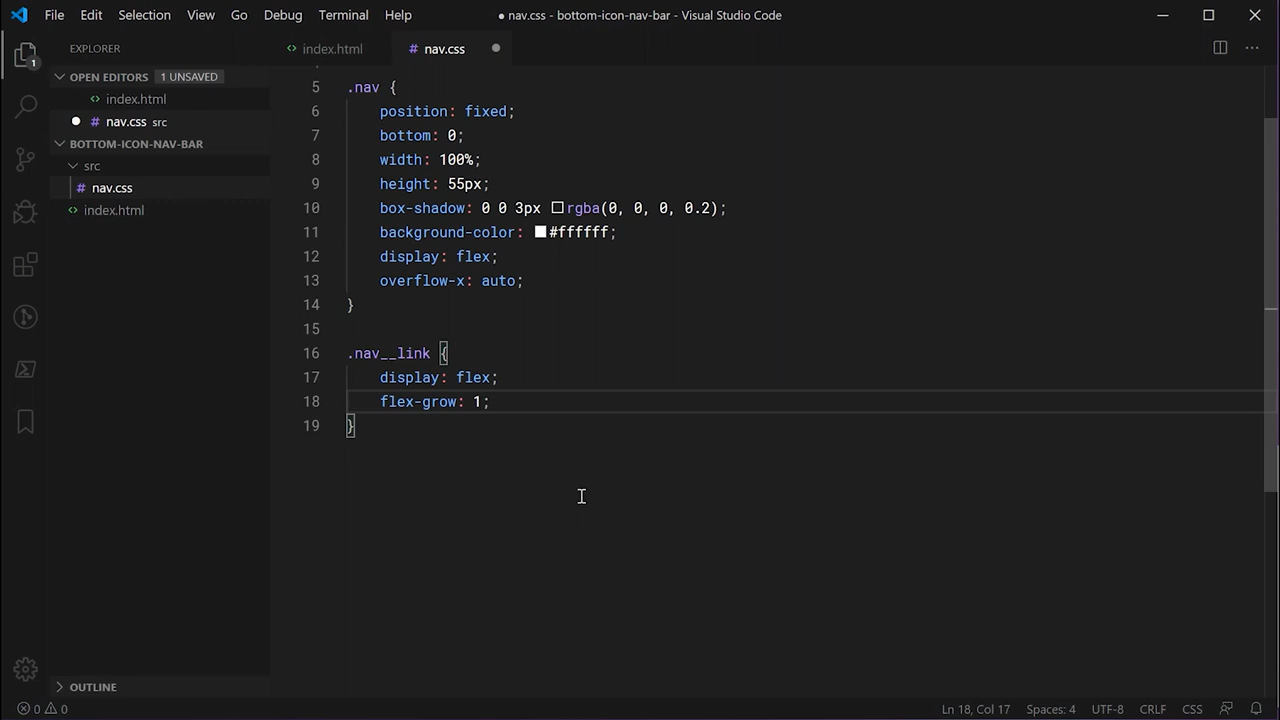 File Edit Selection View Go Debug Terminal Help
● nav.css - bottom-icon-nav-bar - Visual Studio Code
1
EXPLORER
OPEN EDITORS 1 UNSAVED
index.html
nav.css src
BOTTOM-ICON-NAV-BAR
src
# nav.css
index.html
OUTLINE
index.html
# nav.css
5 .nav {
6 position: fixed;
7 bottom: 0;
8 width: 100%;
9 height: 55px;
10 box-shadow: 0 0 3px rgba(0, 0, 0, 0.2);
11 background-color: #ffffff;
12 display: flex;
13 overflow-x: auto;
14 }
15
16 .nav__link {
17 display: flex;
18 flex-grow: 1;
19 }
0 0
Ln 18, Col 17 Spaces: 4 UTF-8 CRLF CSS